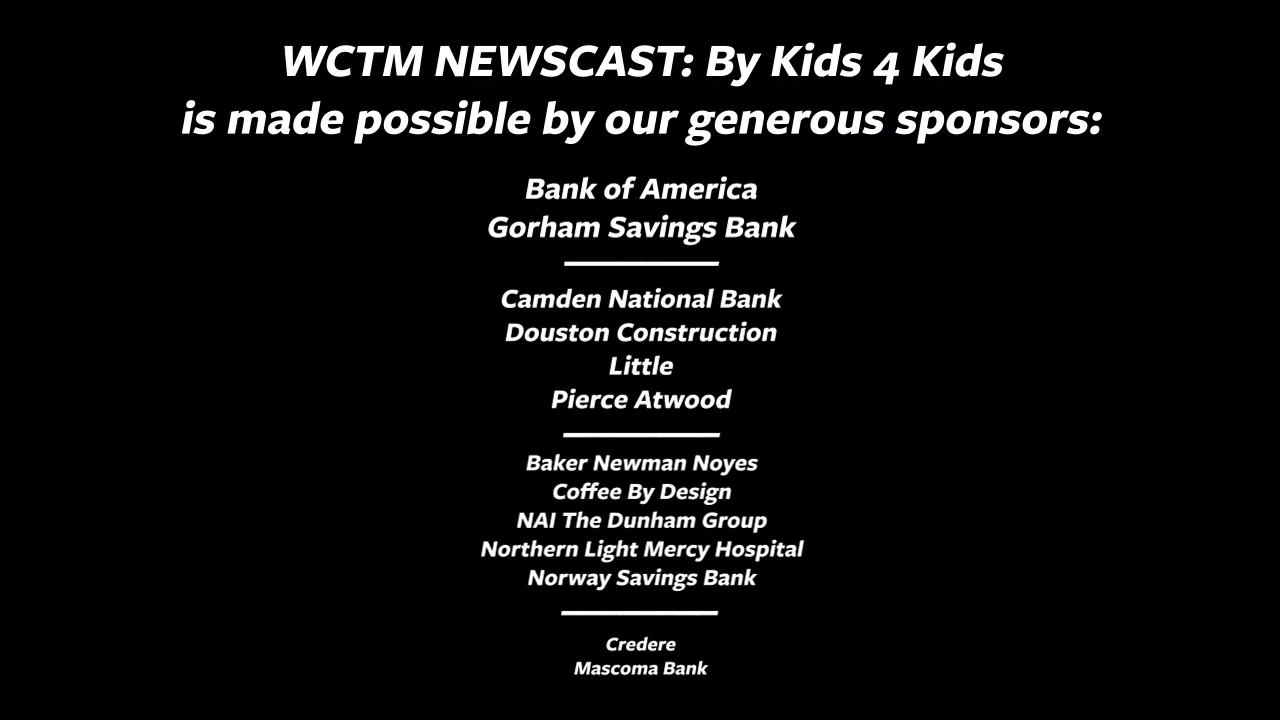 WCTM NEWSCAST: By Kids 4 Kids
is made possible by our generous sponsors:
Bank of America
Gorham Savings Bank
Camden National Bank
Douston Construction
Little
Pierce Atwood
Baker Newman Noyes
Coffee By Design
NAI The Dunham Group
Northern Light Mercy Hospital
Norway Savings Bank
Credere
Mascoma Bank